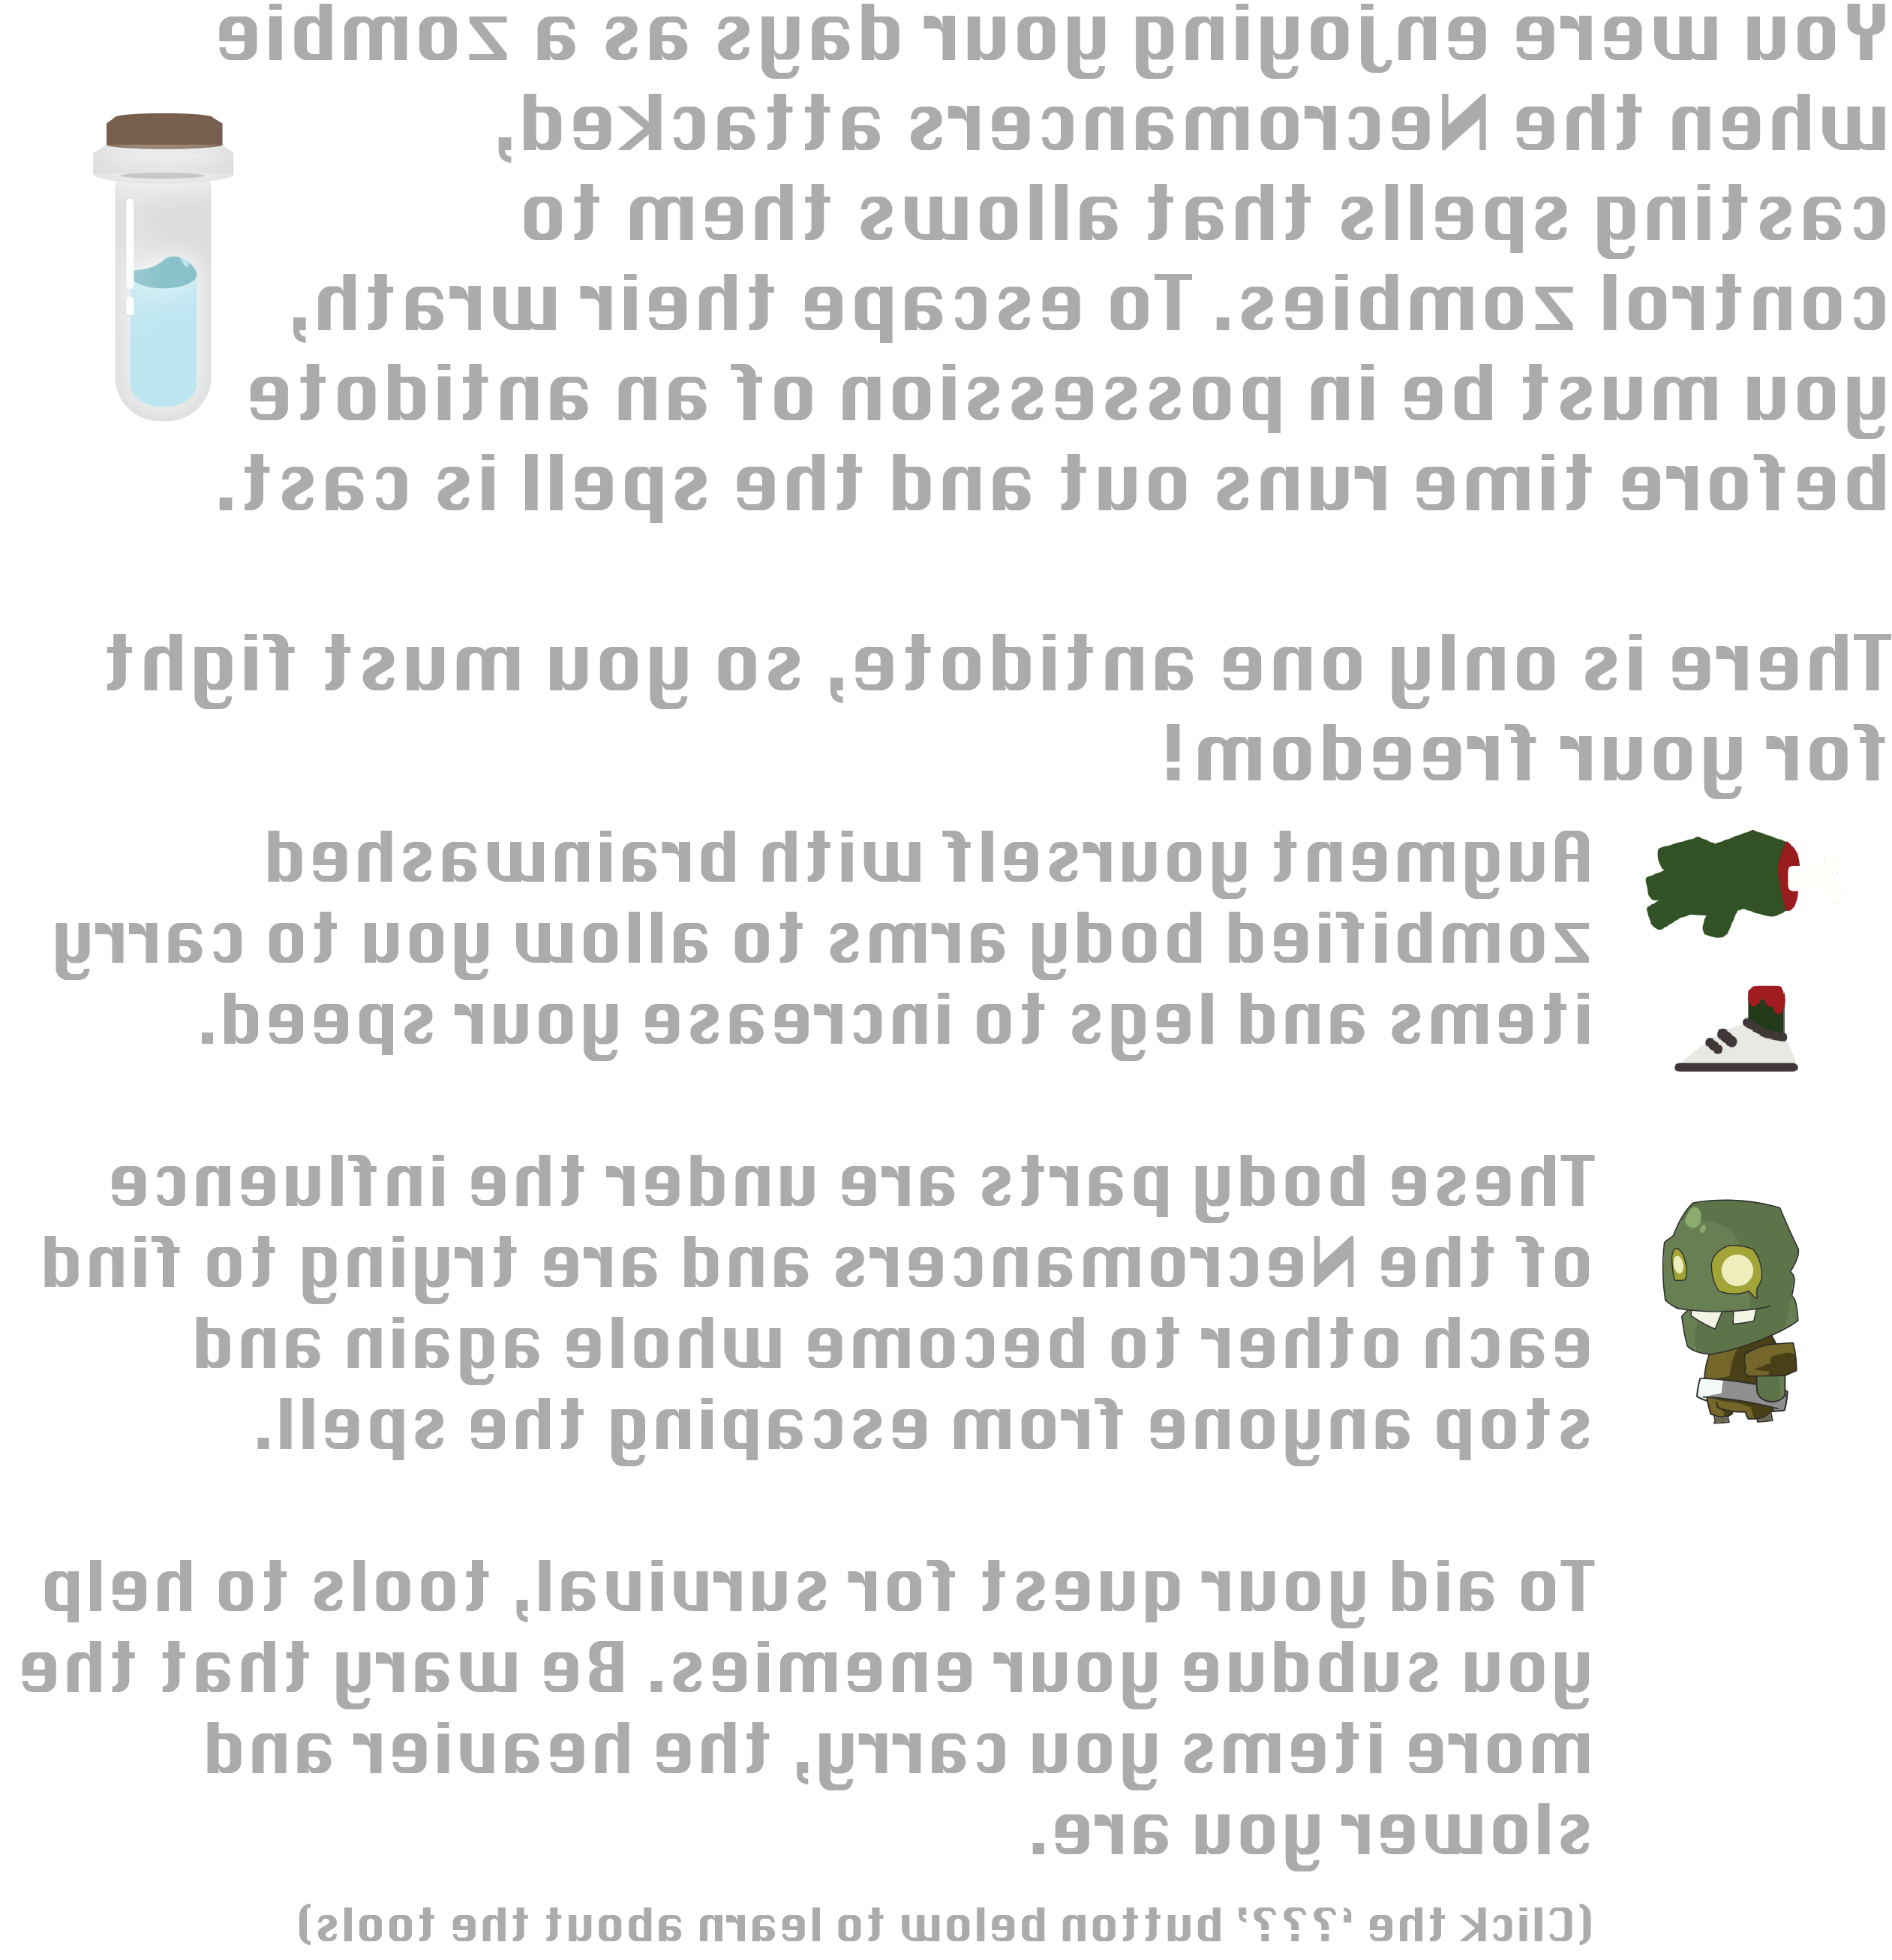 You were enjoying your days as a zombie
when the Necromancers attacked,
casting spells that allows them to
control zombies. To escape their wrath,
you must be in possession of an antidote
before time runs out and the spell is cast.
There is only one antidote, so you must fight
for your freedom!
Augment yourself with brainwashed
zombified body arms to allow you to carry
items and legs to increase your speed.
These body parts are under the influence
of the Necromancers and are trying to find
each other to become whole again and
stop anyone from escaping the spell.
To aid your quest for survival, tools to help
you subdue your enemies. Be wary that the
more items you carry, the heavier and
slower you are.
(Click the ‘????’ button below to learn about the tools)